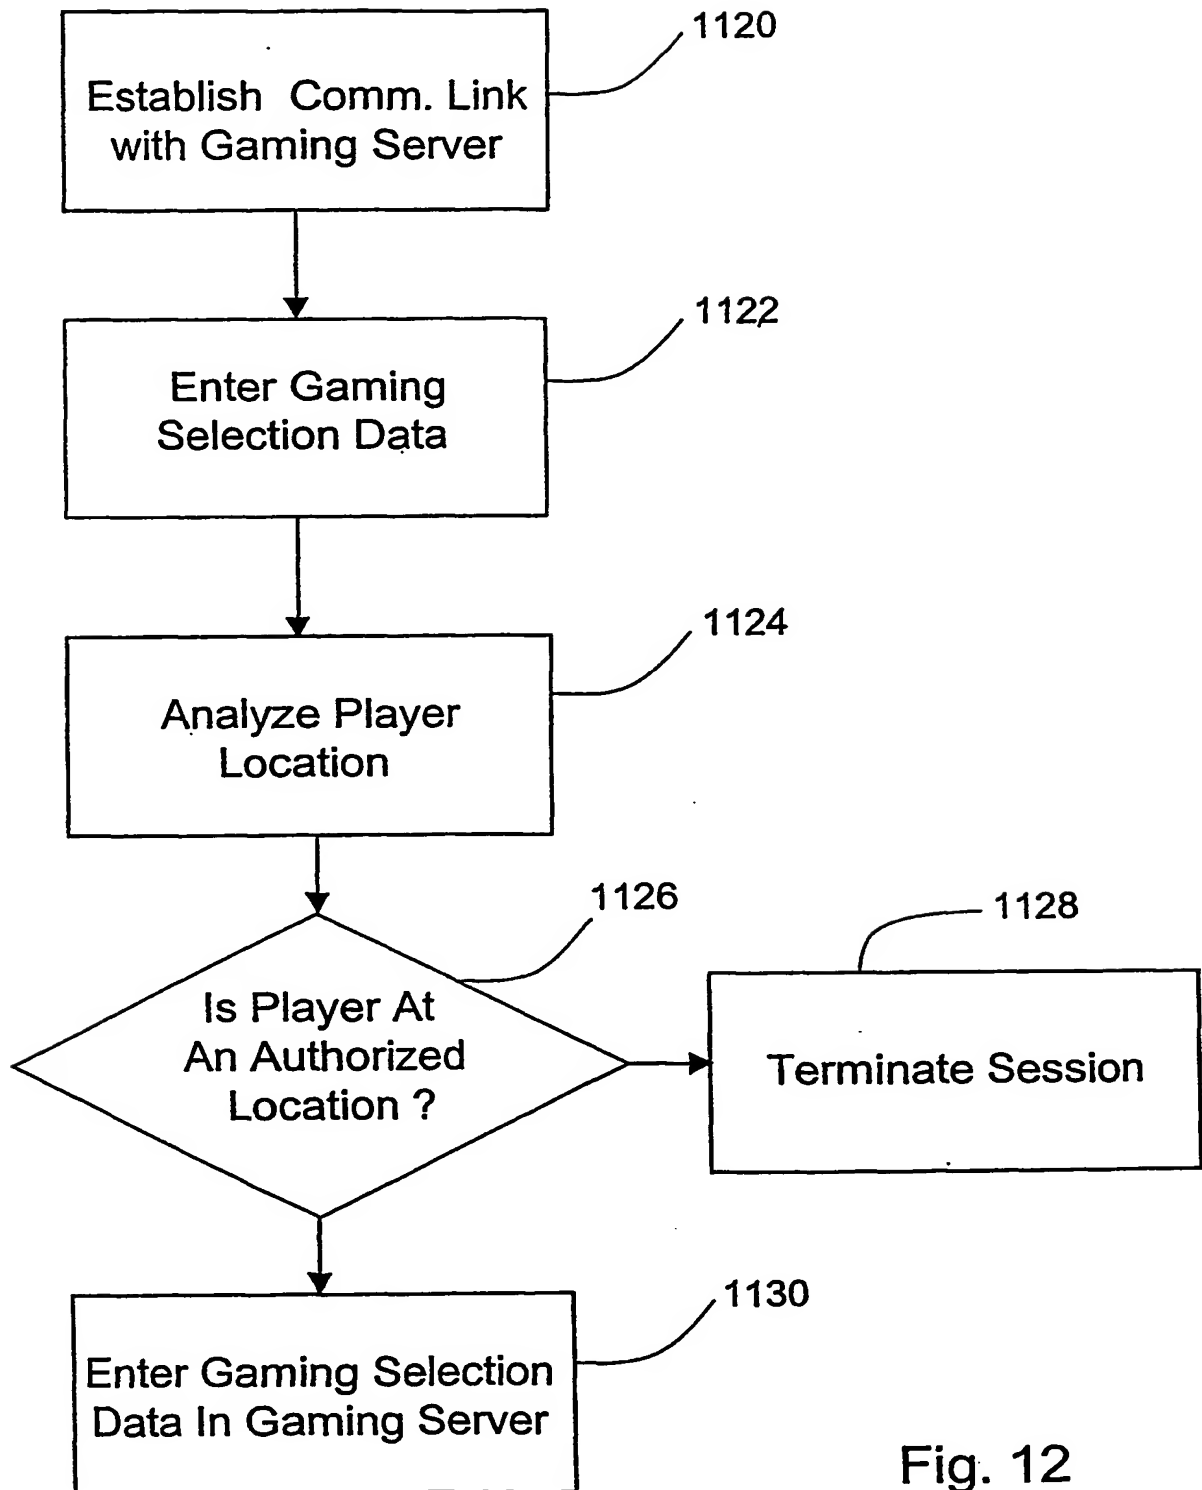 1120
Establish Comm. Link
with Gaming Server
1122
Enter Gaming
Selection Data
1124
Analyze Player
Location
1126
1128
Is Player At
An Authorized
Location ?
Terminate Session
1130
Enter Gaming Selection
Data In Gaming Server
Fig. 12